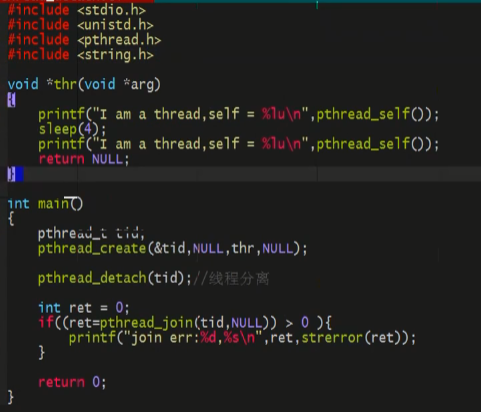 #include <stdio.h>
#include <unistd.h>
#include <pthread.h>
#include <string.h>
void *thr(void *arg)
{
printf("I am a thread,self = %lu\n",pthread_self());
sleep(4);
printf("I am a thread,self = %lu\n",pthread_self());
return NULL;
}
int main()
{
pthread_t tid;
pthread_create(&tid,NULL,thr,NULL);
pthread_detach(tid);//线程分离
int ret = 0;
if((ret=pthread_join(tid,NULL)) > 0 ){
printf("join err:%d,%s\n",ret,strerror(ret));
}
return 0;
}